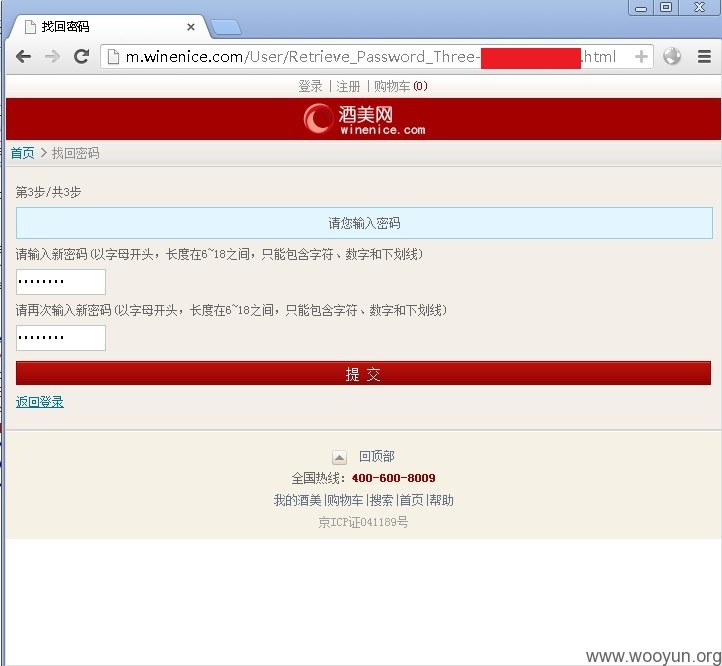 找回密码
m.winenice.com/User/Retrieve_Password_Three-
.html
登录 | 注册 | 购物车(0)
酒美网
winenice.com
首页 > 找回密码
第3步/共3步
请您输入密码
请输入新密码(以字母开头，长度在6~18之间，只能包含字符、数字和下划线)
••••••••
请再次输入新密码(以字母开头，长度在6~18之间，只能包含字符、数字和下划线)
••••••••
提 交
返回登录
回顶部
全国热线：400-600-8009
我的酒美|购物车|搜索|首页|帮助
京ICP证041189号
www.wooyun.org